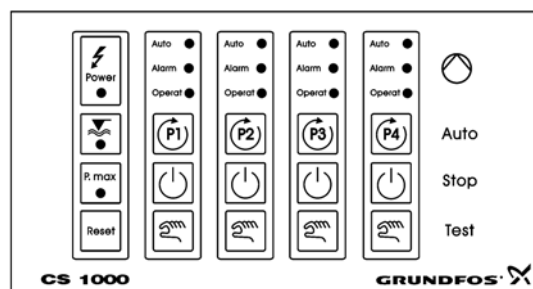 Auto Auto Auto Auto
Alarm Alarm Alarm Alarm
Power
Operat Operat Operat Operat
P1 P2 P3 P4 Auto
P. max Stop
Reset Test
CS 1000 GRUNDFOS